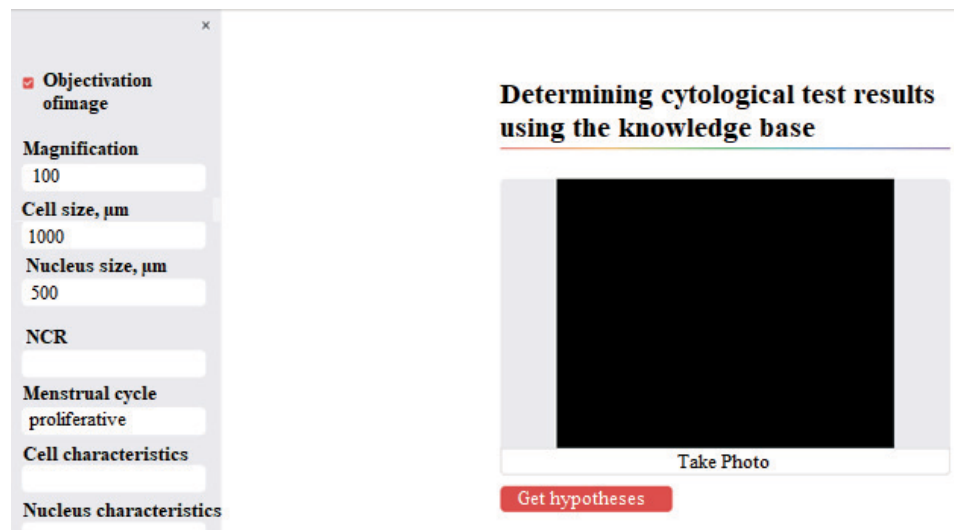 ×
Objectivation
ofimage
Magnification
100
Cell size, μm
1000
Nucleus size, μm
500
NCR
Menstrual cycle
proliferative
Cell characteristics
Nucleus characteristics
Determining cytological test results
using the knowledge base
Take Photo
Get hypotheses